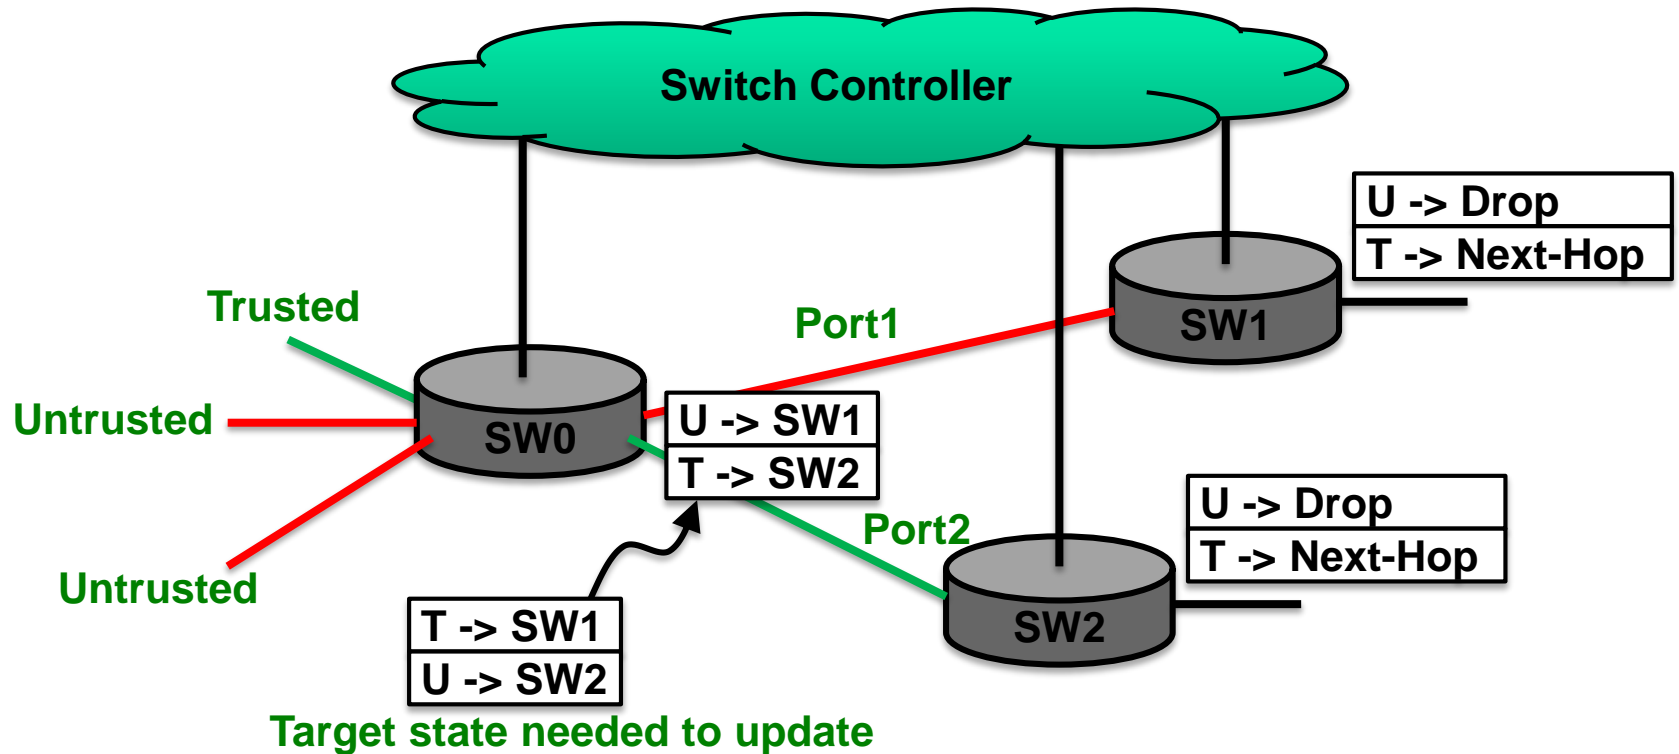 Switch Controller
U -> Drop
T -> Next-Hop
SW1
Trusted
Port1
Untrusted
SW0
U -> SW1
T -> SW2
Port2
U -> Drop
T -> Next-Hop
Untrusted
SW2
T -> SW1
U -> SW2
Target state needed to update